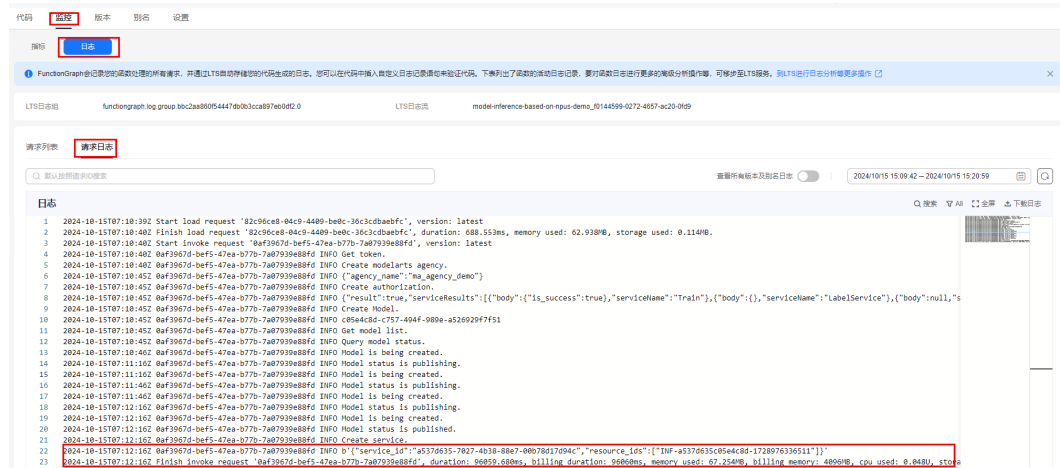 代码 监控 版本 别名 设置
指标 日志
FunctionGraph会记录您的函数处理的所有请求，并通过LTS自动存储您的代码生成的日志。您可以在代码中插入自定义日志记录语句来验证代码。下表列出了函数的活动日志记录，要对函数日志进行更多的高级分析操作等，可移步至LTS服务。到LTS进行日志分析等更多操作
LTS日志组 functiongraph.log.group.bbc2aa860f54447db0b3cca897eb0df2.0 LTS日志流 model-inference-based-on-npus-demo_f0144599-0272-4657-ac20-0fd9
请求列表 请求日志
默认按照请求ID搜索 查看所有版本及别名日志 2024/10/15 15:09:42 – 2024/10/15 15:20:59
日志 搜索 All 全屏 下载日志
1 2024-10-15T07:10:39Z Start load request '82c96ce8-04c9-4409-be0c-36c3cdbaebfc', version: latest
2 2024-10-15T07:10:40Z Finish load request '82c96ce8-04c9-4409-be0c-36c3cdbaebfc', duration: 688.553ms, memory used: 62.938MB, storage used: 0.114MB.
3 2024-10-15T07:10:40Z Start invoke request '0af3967d-bef5-47ea-b77b-7a07939e88fd', version: latest
4 2024-10-15T07:10:40Z 0af3967d-bef5-47ea-b77b-7a07939e88fd INFO Get token.
5 2024-10-15T07:10:40Z 0af3967d-bef5-47ea-b77b-7a07939e88fd INFO Create modelarts agency.
6 2024-10-15T07:10:45Z 0af3967d-bef5-47ea-b77b-7a07939e88fd INFO {"agency_name":"ma_agency_demo"}
7 2024-10-15T07:10:45Z 0af3967d-bef5-47ea-b77b-7a07939e88fd INFO Create authorization.
8 2024-10-15T07:10:45Z 0af3967d-bef5-47ea-b77b-7a07939e88fd INFO {"result":true,"serviceResults":[{"body":{"is_success":true},"serviceName":"Train"},{"body":{},"serviceName":"LabelService"},{"body":null,"s
9 2024-10-15T07:10:45Z 0af3967d-bef5-47ea-b77b-7a07939e88fd INFO Create Model.
10 2024-10-15T07:10:45Z 0af3967d-bef5-47ea-b77b-7a07939e88fd INFO c05e4c8d-c757-494f-989e-a526929f7f51
11 2024-10-15T07:10:45Z 0af3967d-bef5-47ea-b77b-7a07939e88fd INFO Get model list.
12 2024-10-15T07:10:45Z 0af3967d-bef5-47ea-b77b-7a07939e88fd INFO Query model status.
13 2024-10-15T07:10:46Z 0af3967d-bef5-47ea-b77b-7a07939e88fd INFO Model is being created.
14 2024-10-15T07:11:16Z 0af3967d-bef5-47ea-b77b-7a07939e88fd INFO Model status is publishing.
15 2024-10-15T07:11:16Z 0af3967d-bef5-47ea-b77b-7a07939e88fd INFO Model is being created.
16 2024-10-15T07:11:46Z 0af3967d-bef5-47ea-b77b-7a07939e88fd INFO Model status is publishing.
17 2024-10-15T07:11:46Z 0af3967d-bef5-47ea-b77b-7a07939e88fd INFO Model is being created.
18 2024-10-15T07:12:16Z 0af3967d-bef5-47ea-b77b-7a07939e88fd INFO Model status is publishing.
19 2024-10-15T07:12:16Z 0af3967d-bef5-47ea-b77b-7a07939e88fd INFO Model is being created.
20 2024-10-15T07:12:16Z 0af3967d-bef5-47ea-b77b-7a07939e88fd INFO Model status is published.
21 2024-10-15T07:12:16Z 0af3967d-bef5-47ea-b77b-7a07939e88fd INFO Create service.
22 2024-10-15T07:12:16Z 0af3967d-bef5-47ea-b77b-7a07939e88fd INFO b'{"service_id":"a537d635-7027-4b38-88e7-00b78d17d94c","resource_ids":["INF-a537d635c05e4c8d-1728976336511"]}'
23 2024-10-15T07:12:16Z Finish invoke request '0af3967d-bef5-47ea-b77b-7a07939e88fd', duration: 96059.680ms, billing duration: 96060ms, memory used: 67.254MB, billing memory: 4096MB, cpu used: 0.048U, stora